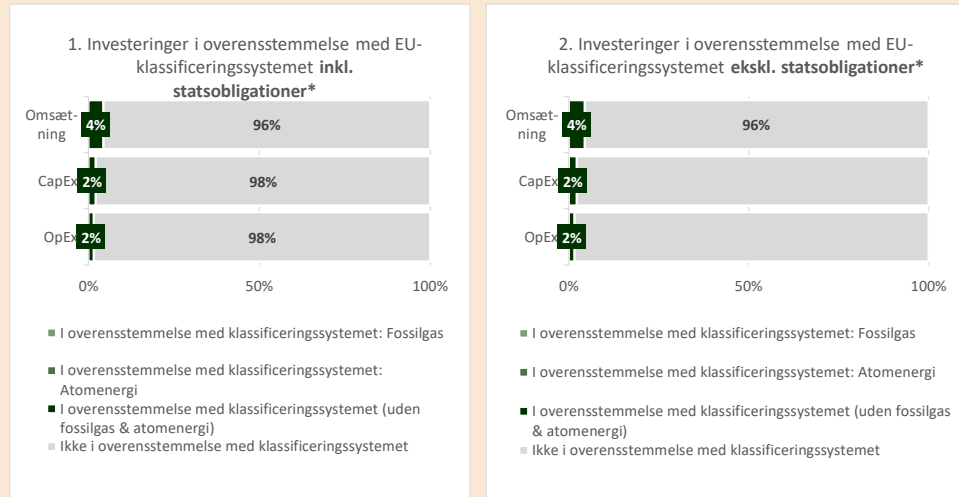 1. Investeringer i overensstemmelse med EU-
klassificeringssystemet inkl.
statsobligationer*
Omsæt-
ning
4%
96%
CapEx
2%
98%
OpEx
2%
98%
0%
50%
100%
I overensstemmelse med klassificeringssystemet: Fossilgas
I overensstemmelse med klassificeringssystemet:
Atomenergi
I overensstemmelse med klassificeringssystemet (uden
fossilgas & atomenergi)
Ikke i overensstemmelse med klassificeringssystemet
2. Investeringer i overensstemmelse med EU-
klassificeringssystemet ekskl. statsobligationer*
Omsæt-
ning
4%
96%
CapEx
2%
OpEx
2%
0%
50%
100%
I overensstemmelse med klassificeringssystemet: Fossilgas
I overensstemmelse med klassificeringssystemet: Atomenergi
I overensstemmelse med klassificeringssystemet (uden fossilgas
& atomenergi)
Ikke i overensstemmelse med klassificeringssystemet